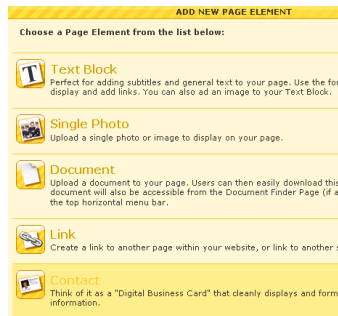 ADD NEW PAGE ELEMENT
Choose a Page Element from the list below:
T
Text Block
Perfect for adding subtitles and general text to your page. Use the for
display and add links. You can also ad an image to your Text Block.
Single Photo
Upload a single photo or image to display on your page.
Document
Upload a document to your page. Users can then easily download this
document will also be accessible from the Document Finder Page (if a
the top horizontal menu bar.
Link
Create a link to another page within your website, or link to another s
Contact
Think of it as a "Digital Business Card" that cleanly displays and form
information.